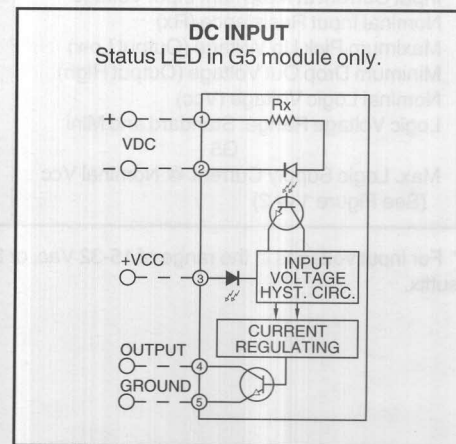 DC INPUT
Status LED in G5 module only.
Rx
+ 1
VDC
2
+VCC
3
INPUT
VOLTAGE
HYST. CIRC.
CURRENT
REGULATING
OUTPUT
4
GROUND
5